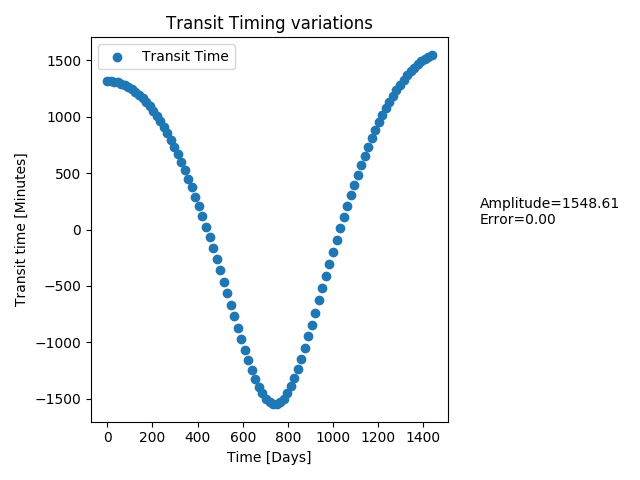 Transit Timing variations
Transit Time
Transit time [Minutes]
1500
1000
500
0
−500
−1000
−1500
0 200 400 600 800 1000 1200 1400
Time [Days]
Amplitude=1548.61
Error=0.00